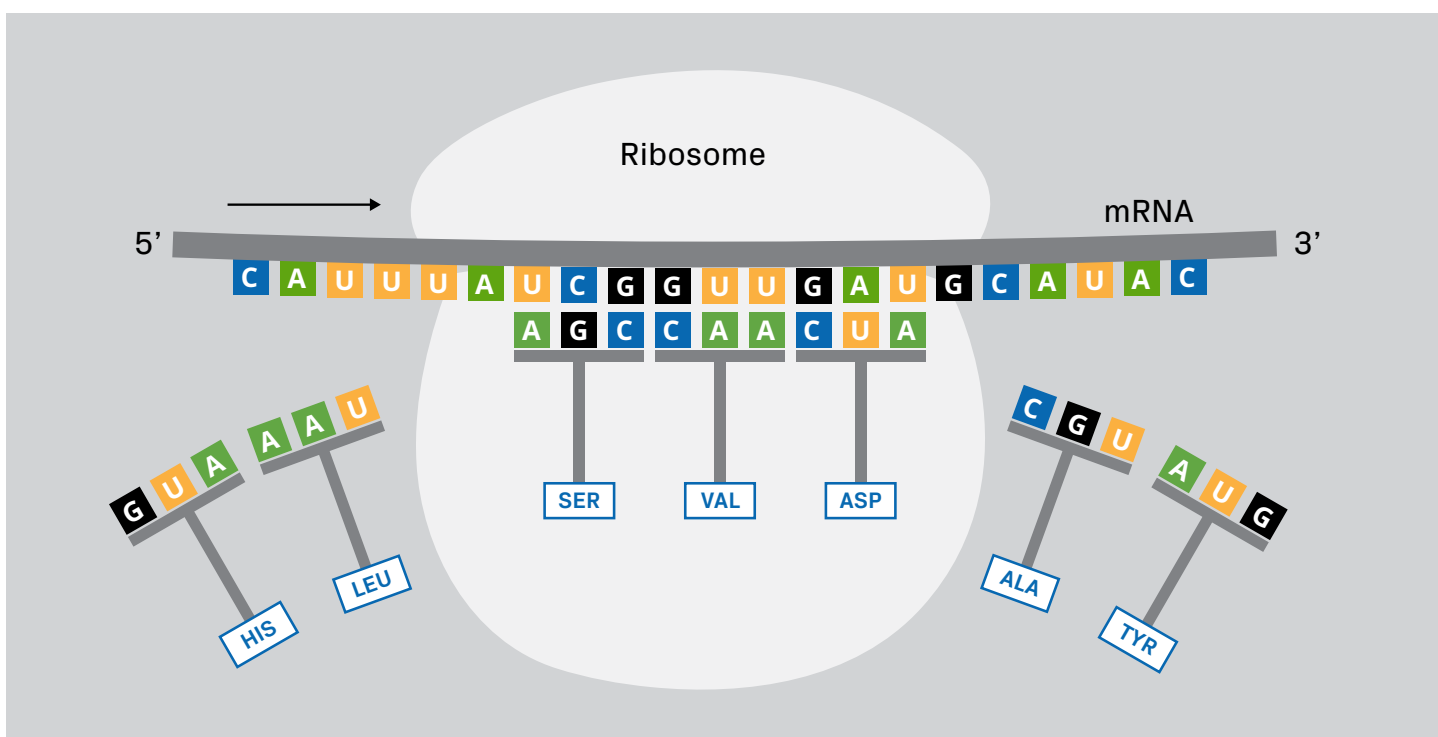 Ribosome
mRNA
5’
3’
C A U U U A U C G G U U G A U G C A U A C
A G C C A A C U A
G U A
A A U
C G U
A U G
SER
VAL
ASP
HIS
LEU
ALA
TYR